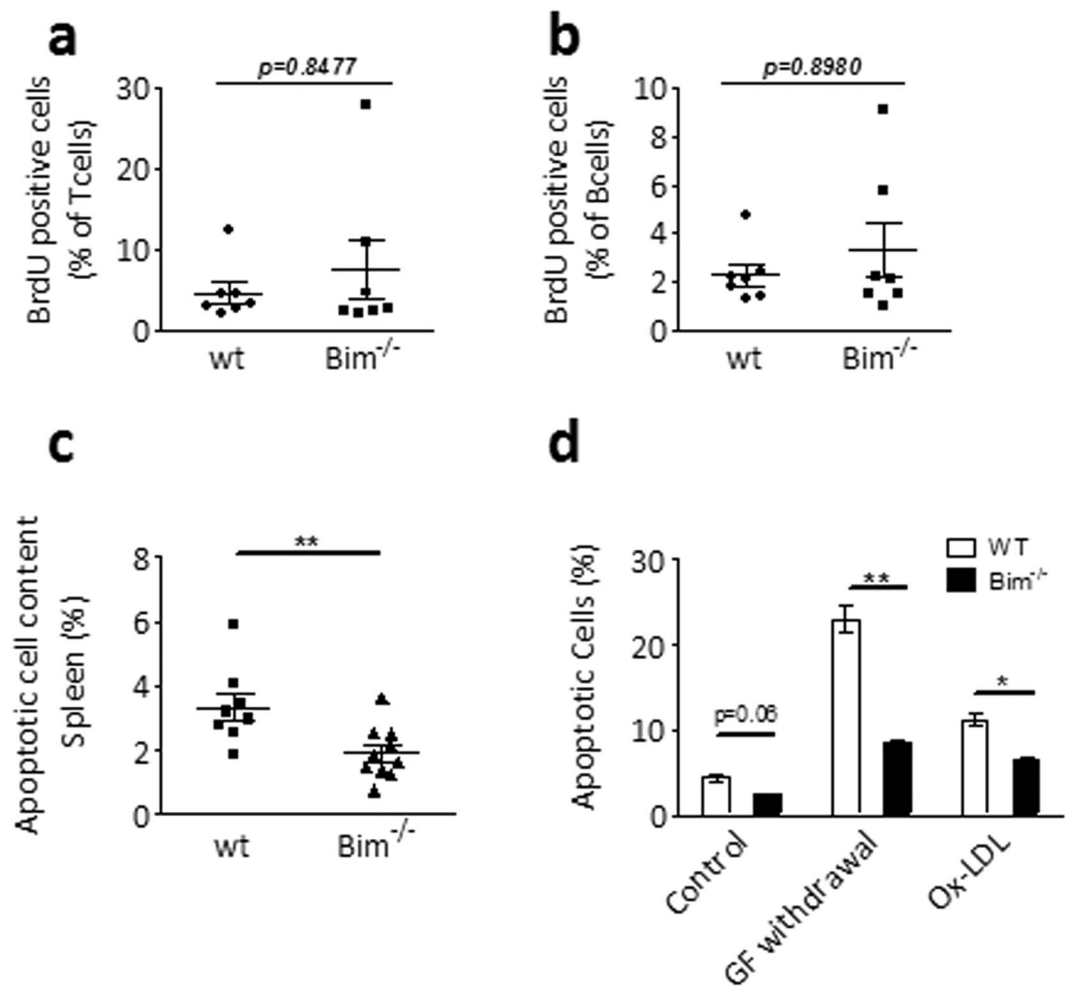 a
p=0.8477
BrdU positive cells
(% of Tcells)
30
20
10
0
wt
Bim-/-
b
p=0.8980
BrdU positive cells
(% of Bcells)
10
8
6
4
2
0
wt
Bim-/-
c
**
Apoptotic cell content
Spleen (%)
8
6
4
2
0
wt
Bim-/-
d
WT
Bim-/-
Apoptotic Cells (%)
30
20
10
0
p=0.06
**
*
Control
GF withdrawal
Ox-LDL